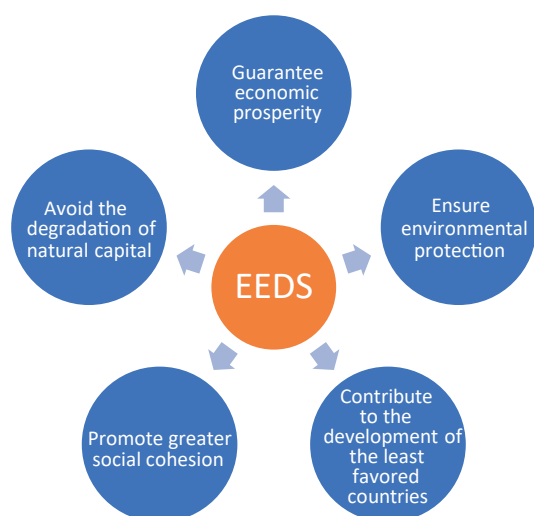 Guarantee
economic
prosperity
Avoid the
degradation of
natural capital
Ensure
environmental
protection
EEDS
Promote greater
social cohesion
Contribute
to the
development of
the least
favored
countries